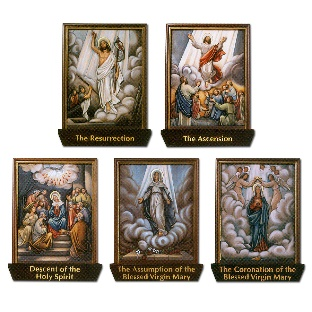 The Resurrection
The Ascension
Descent of the
Holy Spirit
The Assumption of the
Blessed Virgin Mary
The Coronation of the
Blessed Virgin Mary